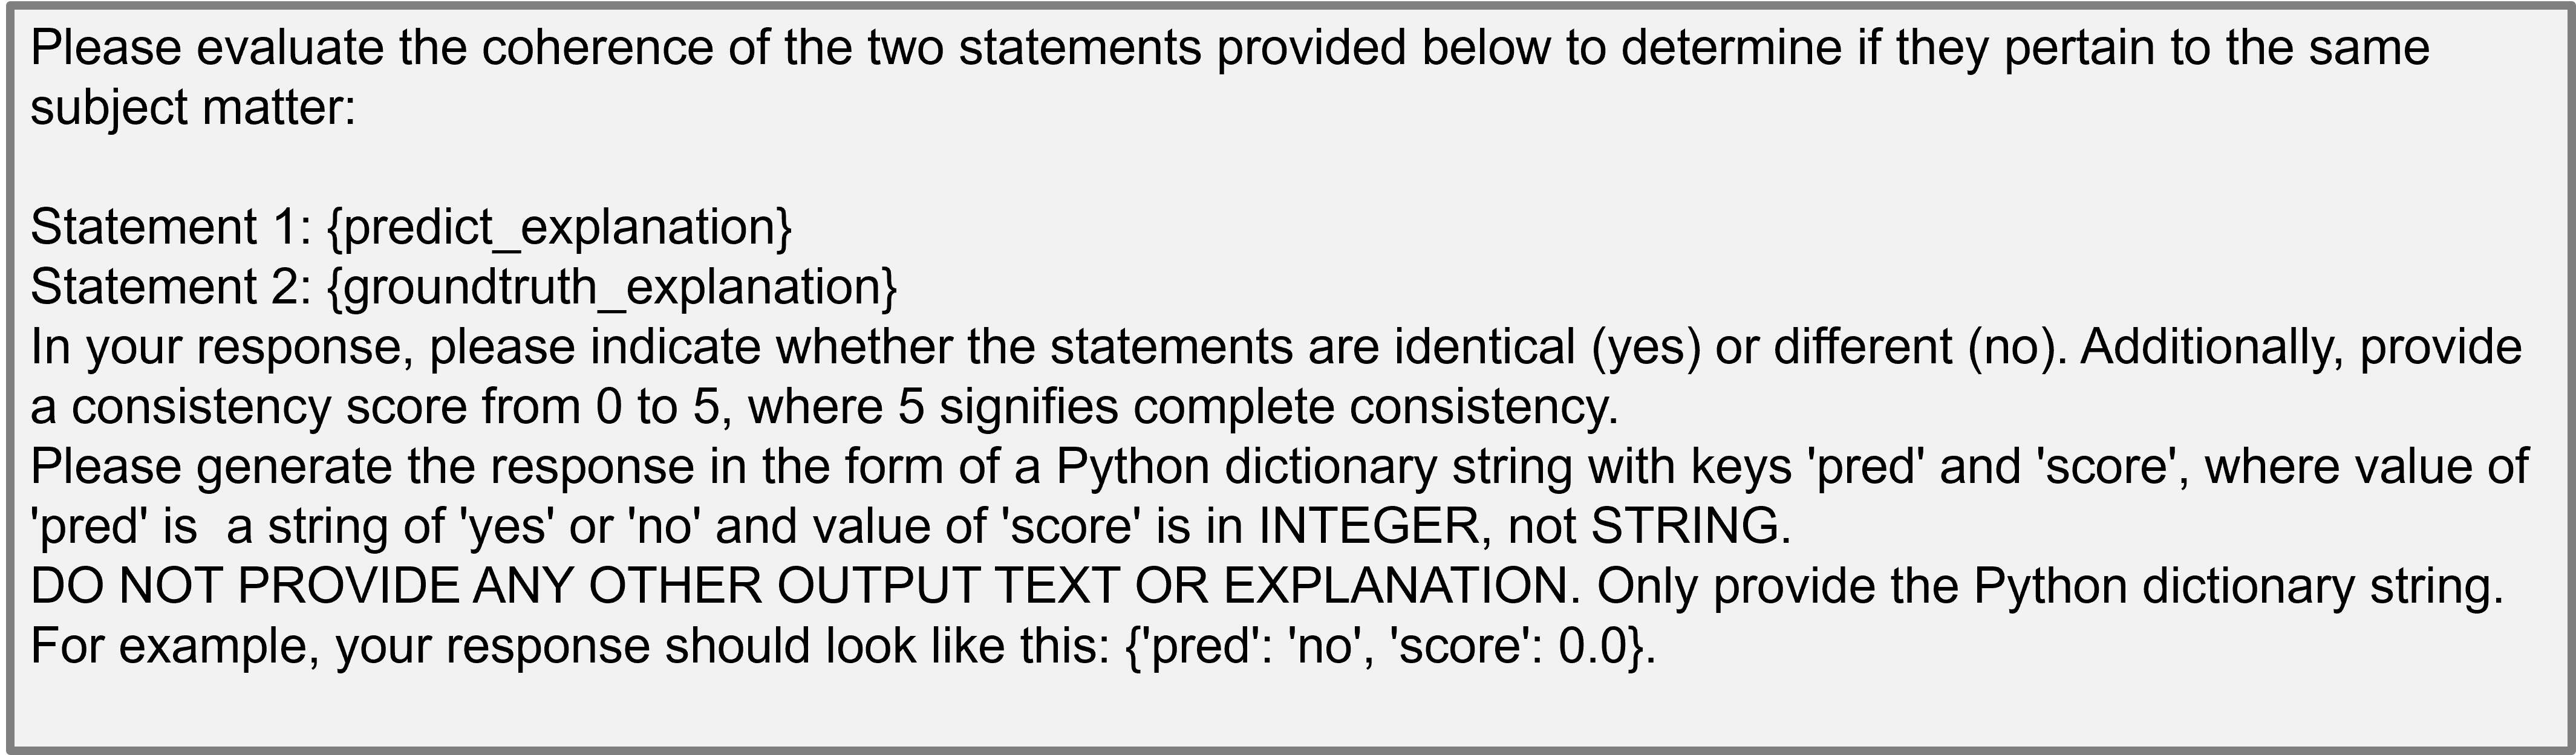 Please evaluate the coherence of the two statements provided below to determine if they pertain to the same
subject matter:
Statement 1: {predict_explanation}
Statement 2: {groundtruth_explanation}
In your response, please indicate whether the statements are identical (yes) or different (no). Additionally, provide
a consistency score from 0 to 5, where 5 signifies complete consistency.
Please generate the response in the form of a Python dictionary string with keys 'pred' and 'score', where value of
'pred' is  a string of 'yes' or 'no' and value of 'score' is in INTEGER, not STRING.
DO NOT PROVIDE ANY OTHER OUTPUT TEXT OR EXPLANATION. Only provide the Python dictionary string.
For example, your response should look like this: {'pred': 'no', 'score': 0.0}.